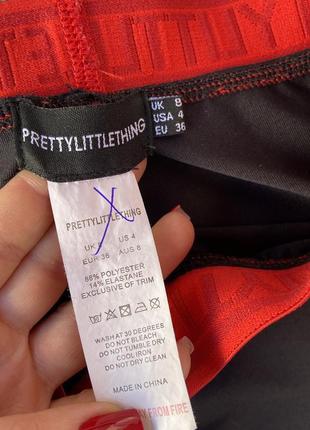 PRETTYLITTLETHING
UK 8
USA 4
EU 36
PRETTYLITTLETHING
UK US 4
EUR 36 AUS 8
86% POLYESTER
14% ELASTANE
EXCLUSIVE OF TRIM
WASH AT 30 DEGREES
DO NOT BLEACH
DO NOT TUMBLE DRY
COOL IRON
DO NOT DRY CLEAN
MADE IN CHINA
AWAY FROM FIRE